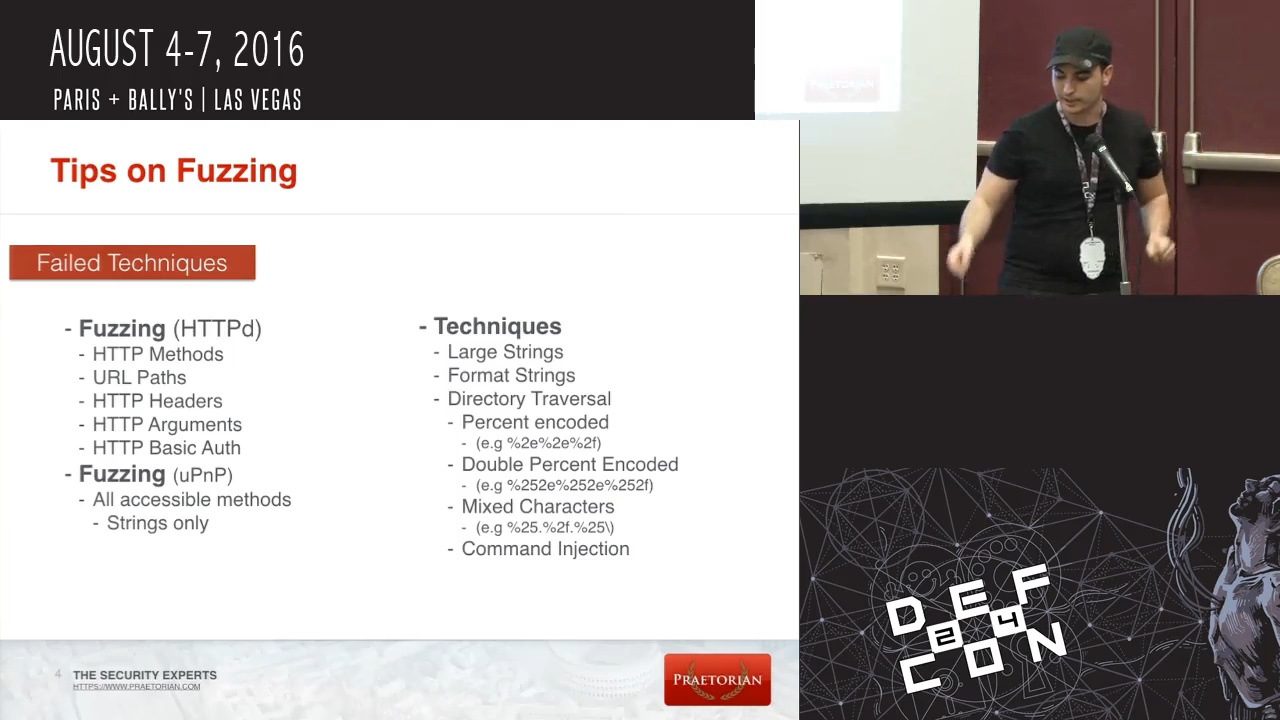 AUGUST 4-7, 2016
PARIS + BALLY'S | LAS VEGAS
PRAETORIAN
Tips on Fuzzing
Failed Techniques
- Fuzzing (HTTPd)
- HTTP Methods
- URL Paths
- HTTP Headers
- HTTP Arguments
- HTTP Basic Auth
- Fuzzing (uPnP)
- All accessible methods
- Strings only
- Techniques
- Large Strings
- Format Strings
- Directory Traversal
- Percent encoded
- (e.g %2e%2e%2f)
- Double Percent Encoded
- (e.g %252e%252e%252f)
- Mixed Characters
- (e.g %25.%2f.%25\)
- Command Injection
4 THE SECURITY EXPERTS
HTTPS://WWW.PRAETORIAN.COM
PRAETORIAN
DEF
24
CON